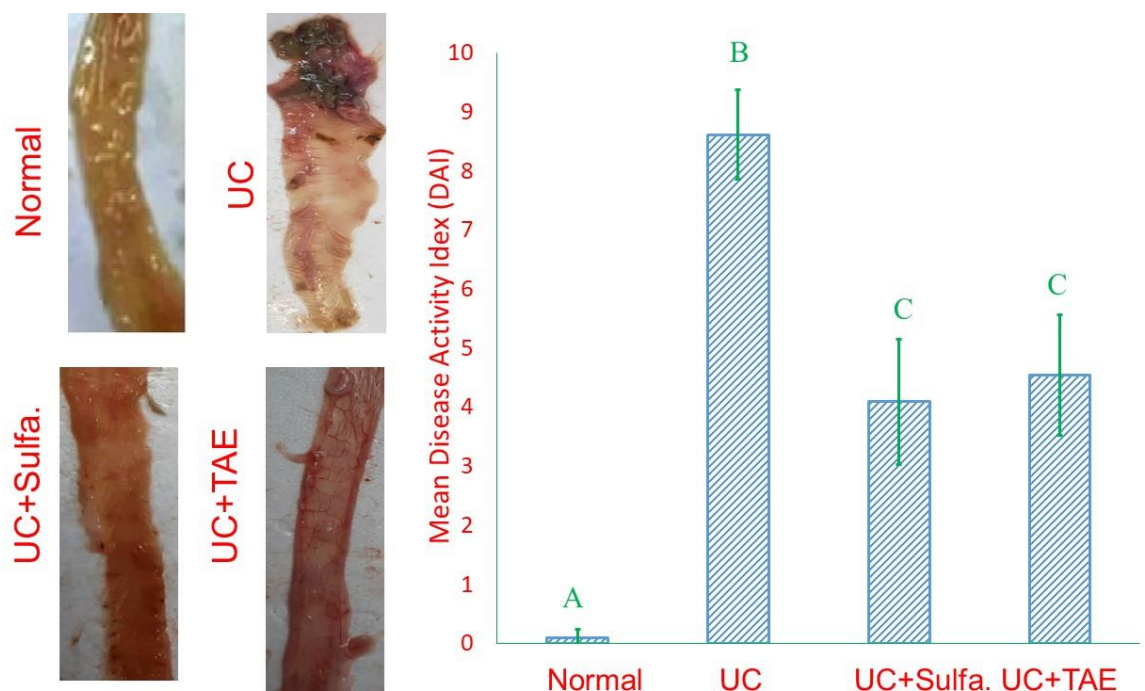 Normal
UC
UC+Sulfa.
UC+TAE
Mean Disease Activity Idex (DAI)
10
9
8
7
6
5
4
3
2
1
0
A
B
C
C
Normal
UC
UC+Sulfa.
UC+TAE